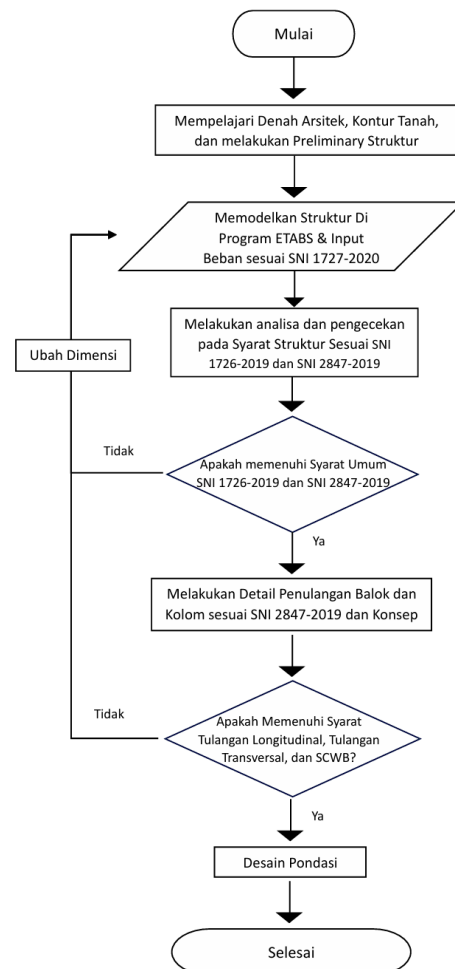 Mulai
Mempelajari Denah Arsitek, Kontur Tanah,
dan melakukan Preliminary Struktur
Memodelkan Struktur Di
Program ETABS & Input
Beban sesuai SNI 1727-2020
Melakukan analisa dan pengecekan
pada Syarat Struktur Sesuai SNI
1726-2019 dan SNI 2847-2019
Ubah Dimensi
Tidak
Apakah memenuhi Syarat Umum
SNI 1726-2019 dan SNI 2847-2019
Ya
Melakukan Detail Penulangan Balok dan
Kolom sesuai SNI 2847-2019 dan Konsep
Tidak
Apakah Memenuhi Syarat
Tulangan Longitudinal, Tulangan
Transversal, dan SCWB?
Ya
Desain Pondasi
Selesai